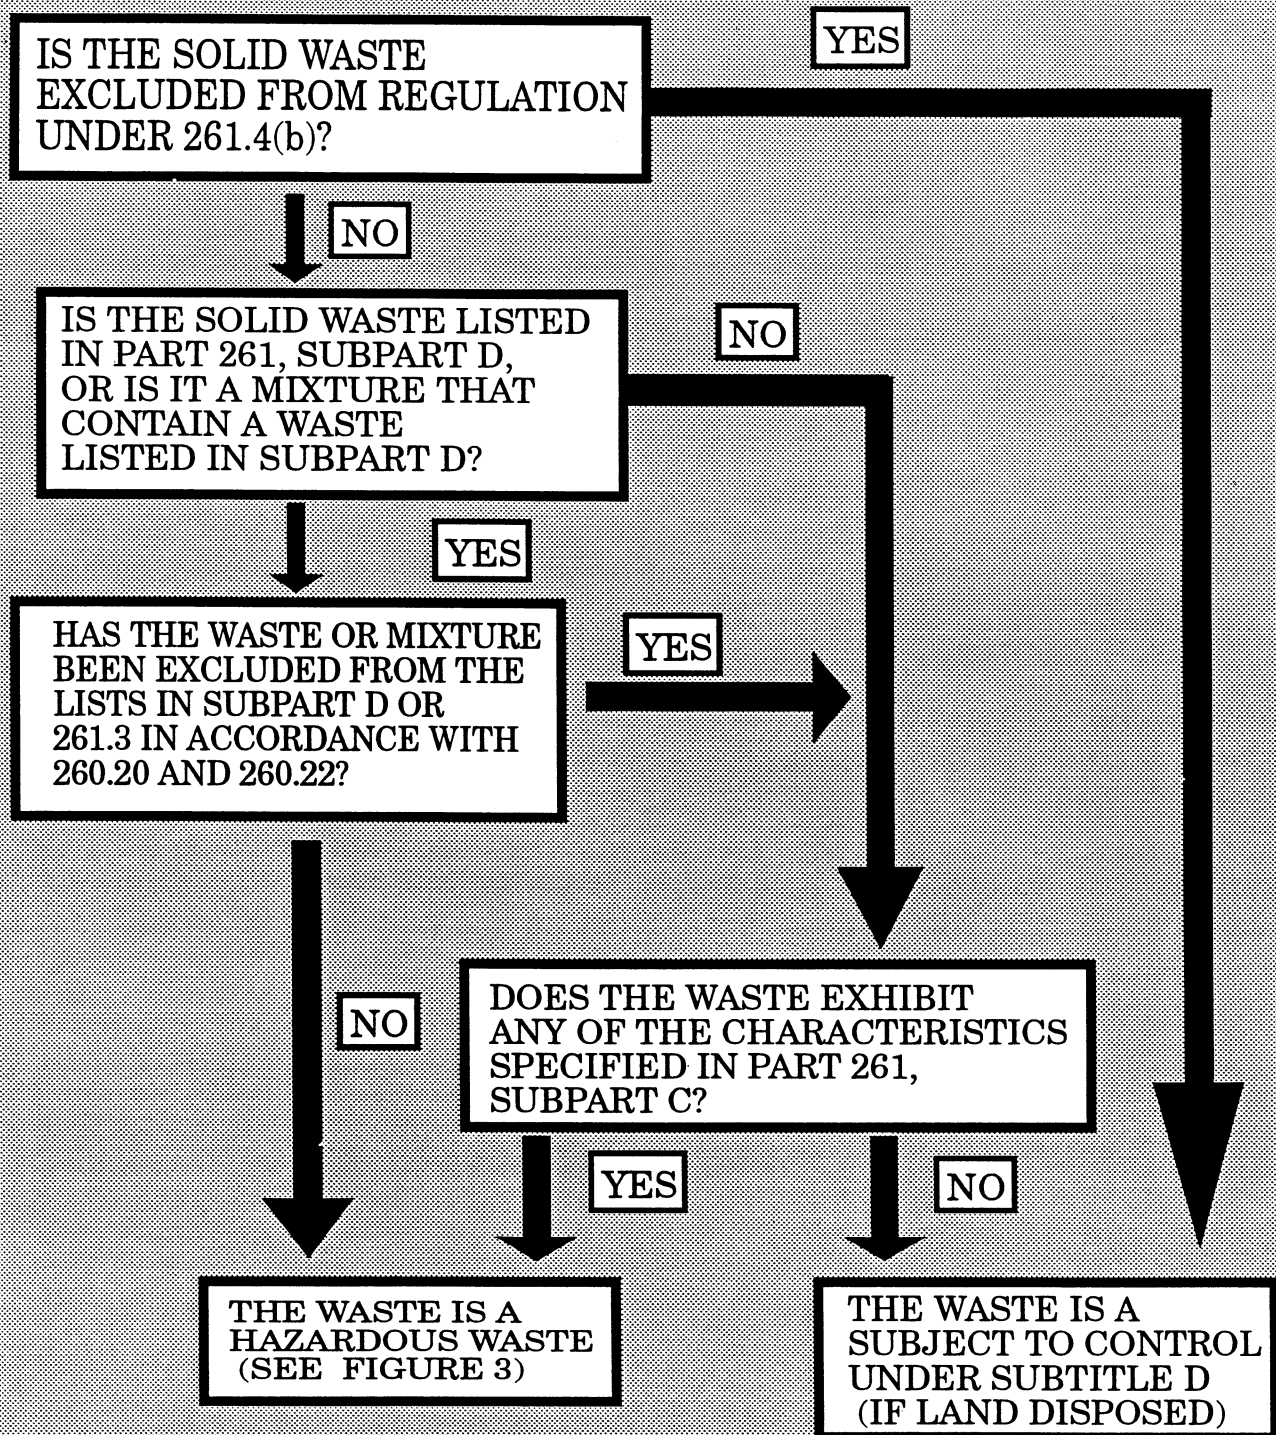 IS THE SOLID WASTE
EXCLUDED FROM REGULATION
UNDER 261.4(b)?
YES
NO
IS THE SOLID WASTE LISTED
IN PART 261, SUBPART D,
OR IS IT A MIXTURE THAT
CONTAIN A WASTE
LISTED IN SUBPART D?
NO
YES
HAS THE WASTE OR MIXTURE
BEEN EXCLUDED FROM THE
LISTS IN SUBPART D OR
261.3 IN ACCORDANCE WITH
260.20 AND 260.22?
YES
NO
DOES THE WASTE EXHIBIT
ANY OF THE CHARACTERISTICS
SPECIFIED IN PART 261,
SUBPART C?
YES
NO
THE WASTE IS A
HAZARDOUS WASTE
(SEE FIGURE 3)
THE WASTE IS A
SUBJECT TO CONTROL
UNDER SUBTITLE D
(IF LAND DISPOSED)